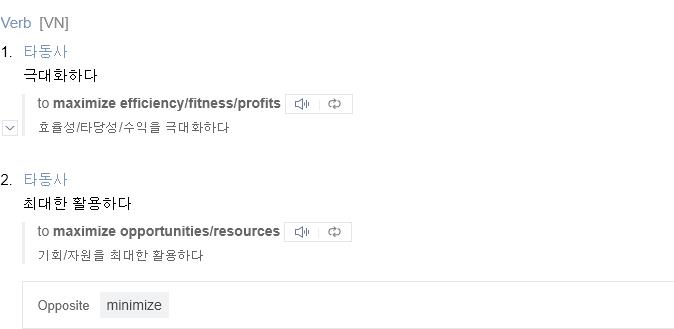 Verb [VN]
1. 타동사
극대화하다
to maximize efficiency/fitness/profits
효율성/타당성/수익을 극대화하다
2. 타동사
최대한 활용하다
to maximize opportunities/resources
기회/자원을 최대한 활용하다
Opposite minimize